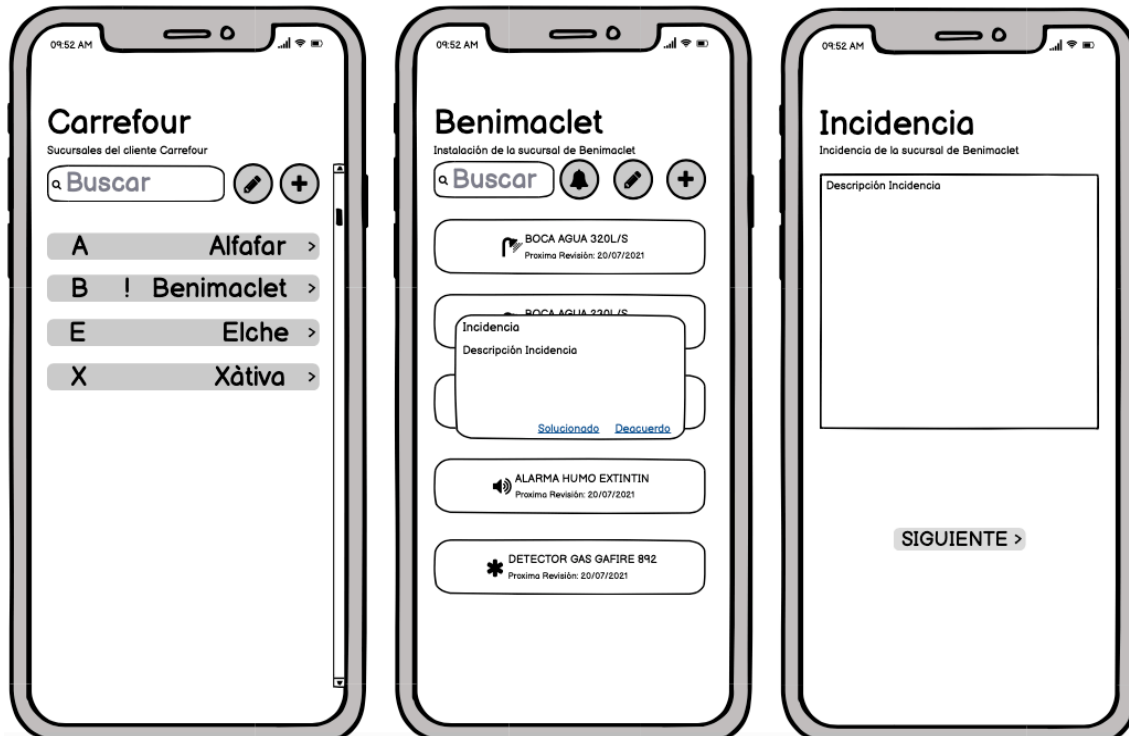 09:52 AM
Carrefour
Sucursales del cliente Carrefour
Buscar
A Alfafar >
B ! Benimaclet >
E Elche >
X Xàtiva >
09:52 AM
Benimaclet
Instalación de la sucursal de Benimaclet
Buscar
BOCA AGUA 320L/S
Proxima Revisión: 20/07/2021
BOCA AGUA 230L/S
Incidencia
Descripción Incidencia
Solucionado Deacuerdo
ALARMA HUMO EXTINTIN
Proxima Revisión: 20/07/2021
DETECTOR GAS GAFIRE 892
Proxima Revisión: 20/07/2021
09:52 AM
Incidencia
Incidencia de la sucursal de Benimaclet
Descripción Incidencia
SIGUIENTE >